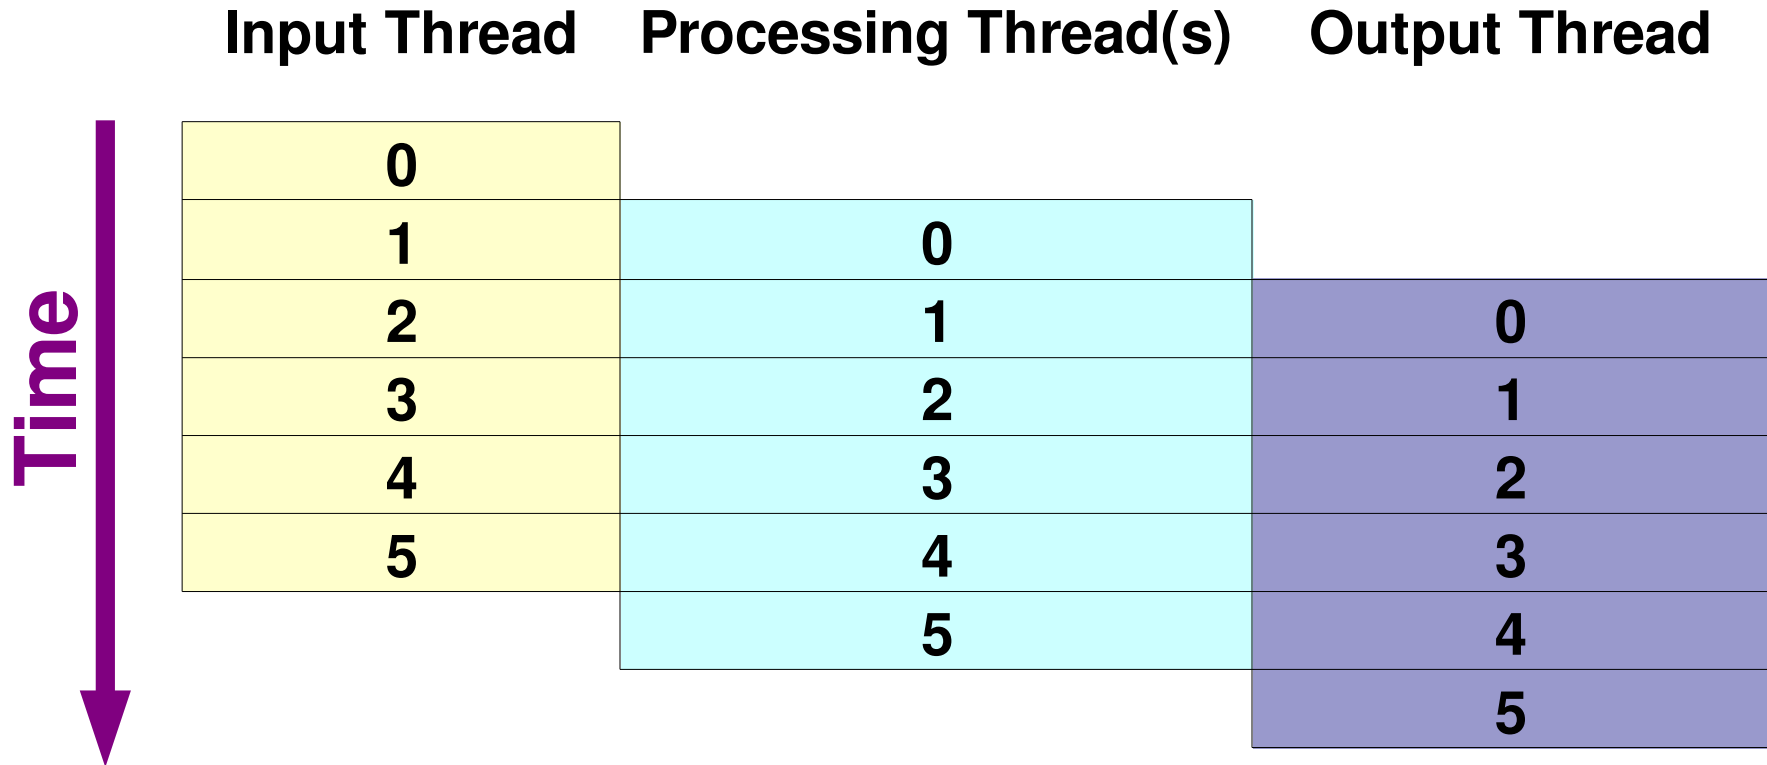 Input Thread Processing Thread(s) Output Thread
Time
0
1 0
2 1 0
3 2 1
4 3 2
5 4 3
5 4
5